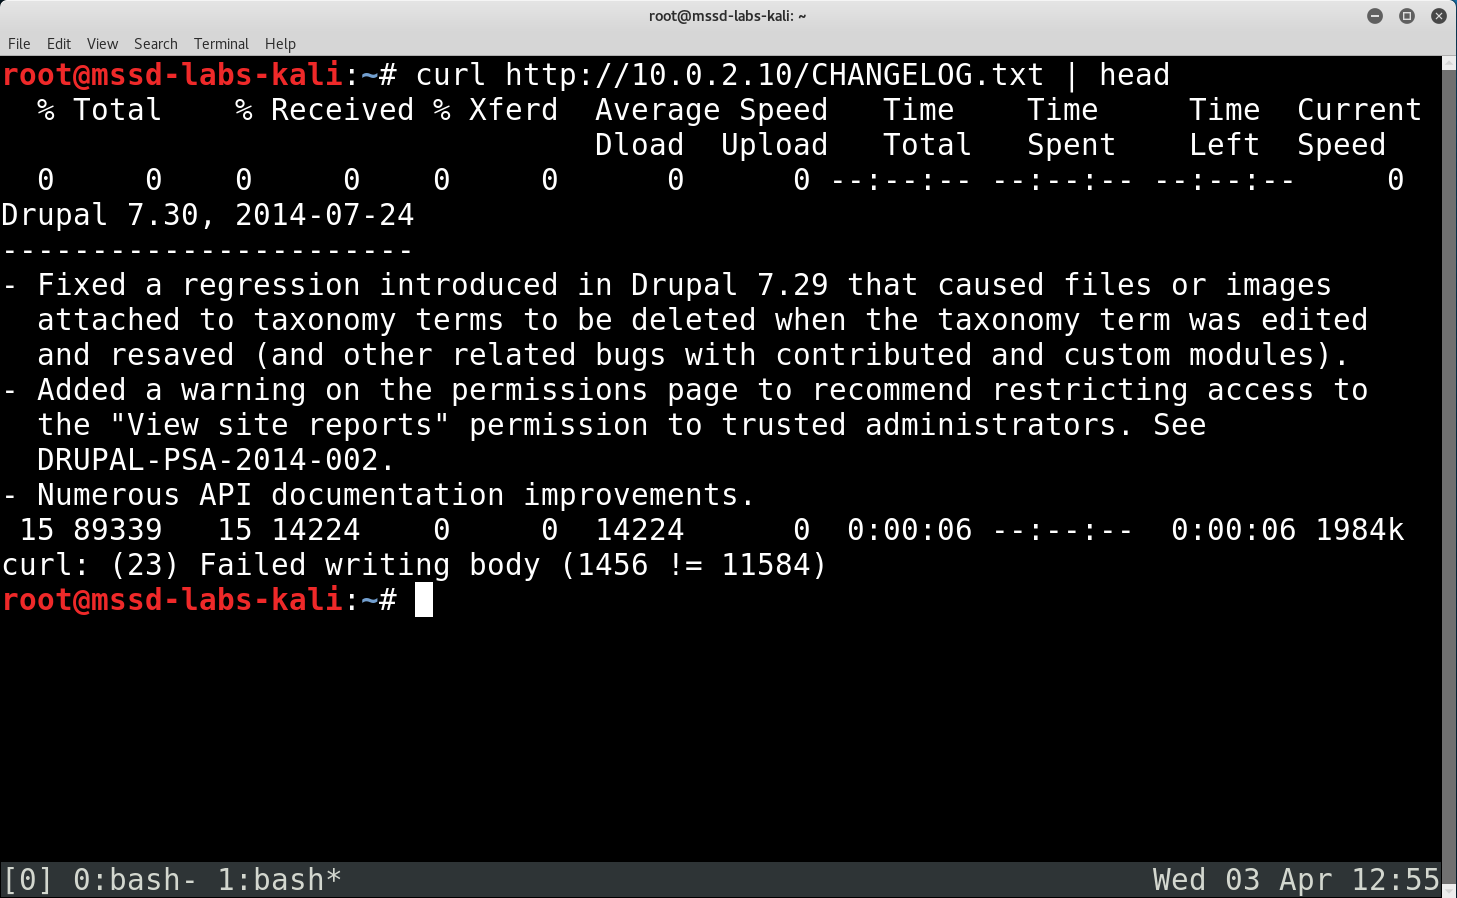 root@mssd-labs-kali: ~
File Edit View Search Terminal Help
root@mssd-labs-kali:~# curl http://10.0.2.10/CHANGELOG.txt | head
  % Total    % Received % Xferd  Average Speed   Time    Time     Time  Current
                                 Dload  Upload   Total   Spent    Left  Speed
  0     0    0     0    0     0      0      0 --:--:-- --:--:-- --:--:--     0
Drupal 7.30, 2014-07-24
-----------------------
- Fixed a regression introduced in Drupal 7.29 that caused files or images
  attached to taxonomy terms to be deleted when the taxonomy term was edited
  and resaved (and other related bugs with contributed and custom modules).
- Added a warning on the permissions page to recommend restricting access to
  the "View site reports" permission to trusted administrators. See
  DRUPAL-PSA-2014-002.
- Numerous API documentation improvements.
 15 89339   15 14224    0     0  14224      0  0:00:06 --:--:--  0:00:06 1984k
curl: (23) Failed writing body (1456 != 11584)
root@mssd-labs-kali:~#
[0] 0:bash- 1:bash* Wed 03 Apr 12:55